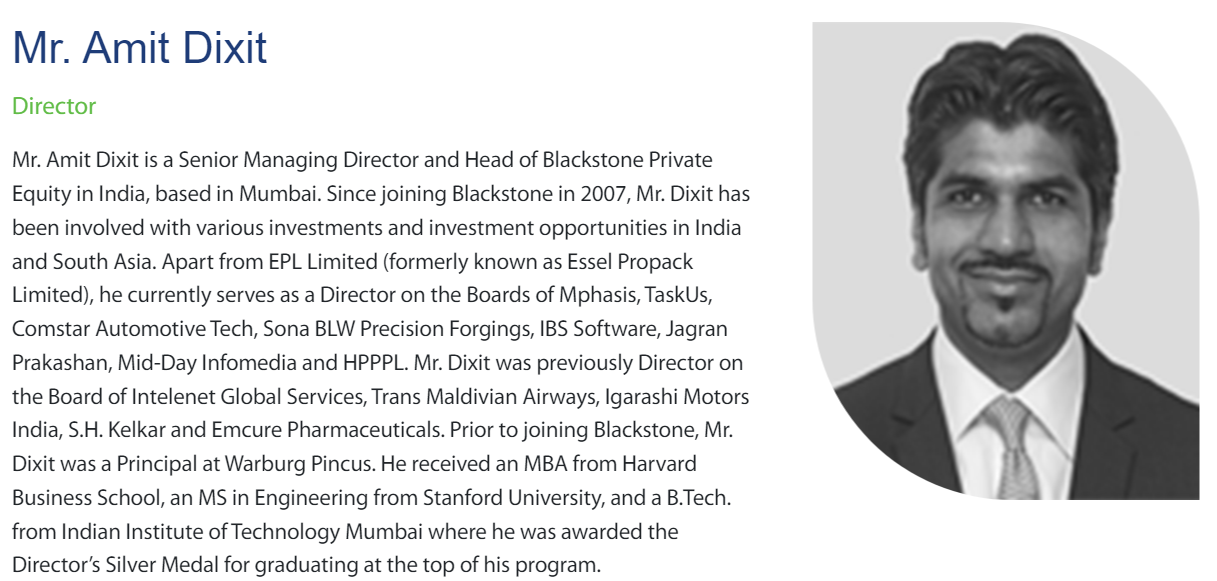 Mr. Amit Dixit
Director
Mr. Amit Dixit is a Senior Managing Director and Head of Blackstone Private
Equity in India, based in Mumbai. Since joining Blackstone in 2007, Mr. Dixit has
been involved with various investments and investment opportunities in India
and South Asia. Apart from EPL Limited (formerly known as Essel Propack
Limited), he currently serves as a Director on the Boards of Mphasis, TaskUs,
Comstar Automotive Tech, Sona BLW Precision Forgings, IBS Software, Jagran
Prakashan, Mid-Day Infomedia and HPPPL. Mr. Dixit was previously Director on
the Board of Intelenet Global Services, Trans Maldivian Airways, Igarashi Motors
India, S.H. Kelkar and Emcure Pharmaceuticals. Prior to joining Blackstone, Mr.
Dixit was a Principal at Warburg Pincus. He received an MBA from Harvard
Business School, an MS in Engineering from Stanford University, and a B.Tech.
from Indian Institute of Technology Mumbai where he was awarded the
Director’s Silver Medal for graduating at the top of his program.